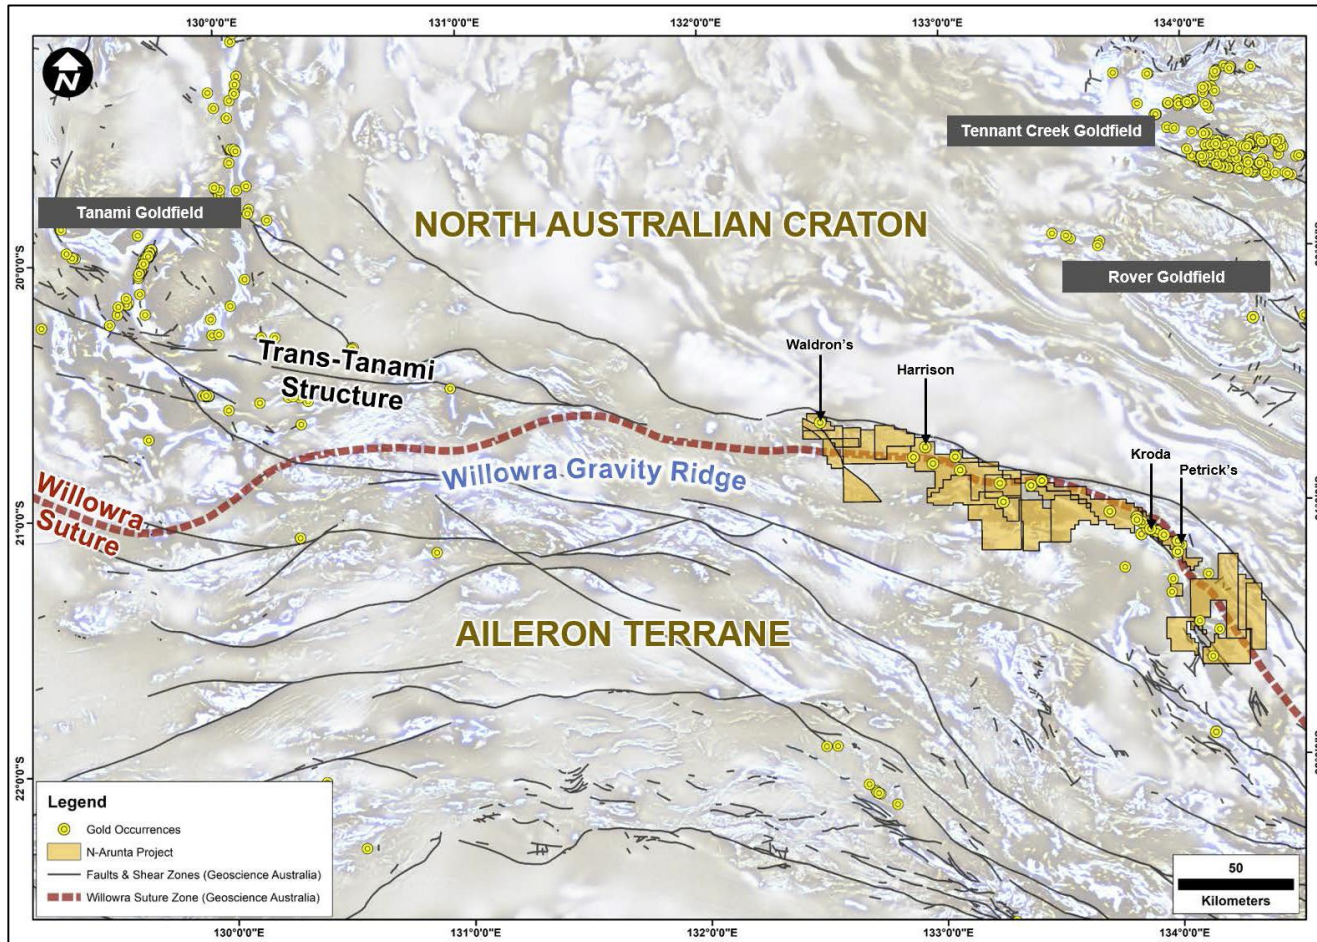 130°0'0"E
131°0'0"E
132°0'0"E
133°0'0"E
134°0'0"E
N
Tennant Creek Goldfield
Tanami Goldfield
NORTH AUSTRALIAN CRATON
20°0'0"S
Rover Goldfield
Waldron's
Trans-Tanami
Structure
Harrison
Kroda
Petrick's
Willowra Gravity Ridge
Willowra
Suture
21°0'0"S
AILERON TERRANE
22°0'0"S
Legend
Gold Occurrences
N-Arunta Project
Faults & Shear Zones (Geoscience Australia)
Willowra Suture Zone (Geoscience Australia)
50
Kilometers
130°0'0"E
131°0'0"E
132°0'0"E
133°0'0"E
134°0'0"E